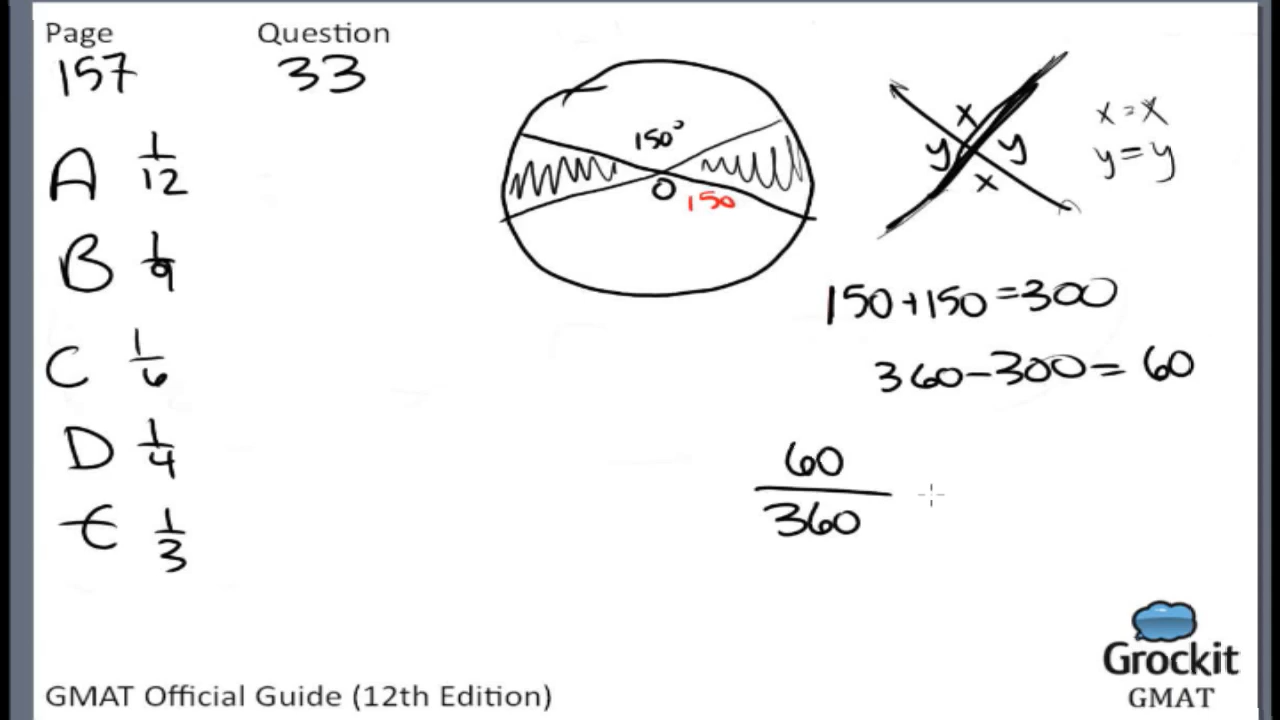 Page Question
157 33
A 1/12
B 1/9
C 1/6
D 1/4
E 1/3
150°
O 150
x
y y
x
x = x
y = y
150+150=300
360-300=60
60
360
Grockit
GMAT
GMAT Official Guide (12th Edition)